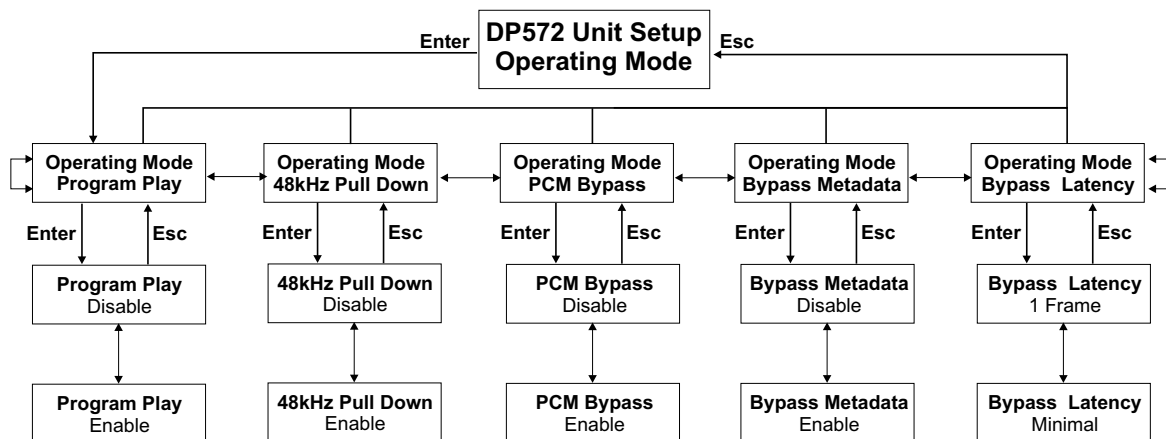 DP572 Unit Setup
Operating Mode
Enter
Esc
Operating Mode
Program Play
Operating Mode
48kHz Pull Down
Operating Mode
PCM Bypass
Operating Mode
Bypass Metadata
Operating Mode
Bypass Latency
Enter
Esc
Enter
Esc
Enter
Esc
Enter
Esc
Enter
Esc
Program Play
Disable
48kHz Pull Down
Disable
PCM Bypass
Disable
Bypass Metadata
Disable
Bypass Latency
1 Frame
Program Play
Enable
48kHz Pull Down
Enable
PCM Bypass
Enable
Bypass Metadata
Enable
Bypass Latency
Minimal